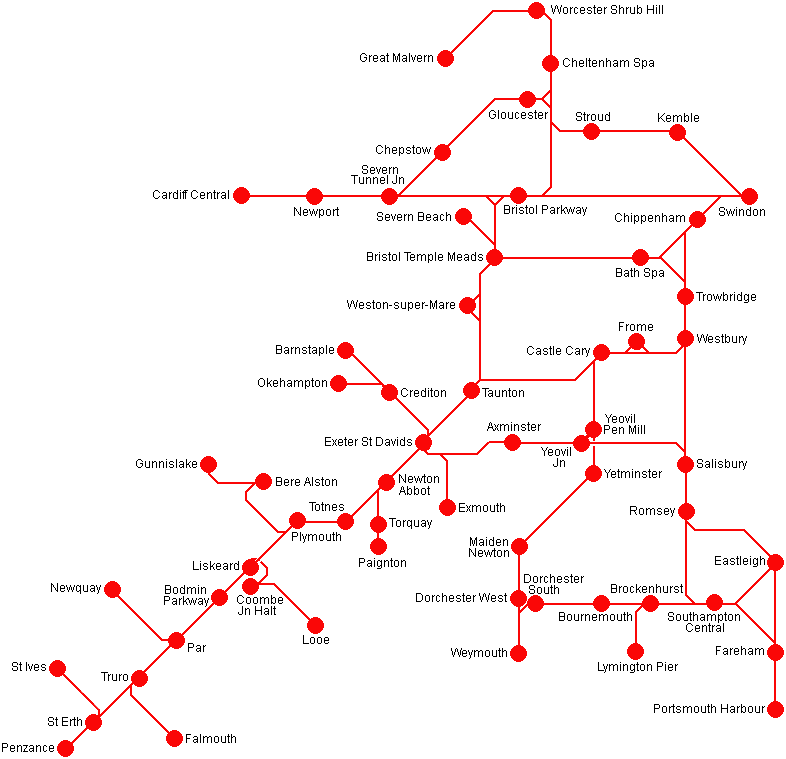 Worcester Shrub Hill
Great Malvern
Cheltenham Spa
Gloucester
Stroud
Kemble
Chepstow
Severn
Tunnel Jn
Cardiff Central
Newport
Severn Beach
Bristol Parkway
Chippenham
Swindon
Bristol Temple Meads
Bath Spa
Trowbridge
Weston-super-Mare
Frome
Westbury
Castle Cary
Barnstaple
Okehampton
Crediton
Taunton
Axminster
Yeovil
Pen Mill
Exeter St Davids
Yeovil
Jn
Gunnislake
Salisbury
Bere Alston
Newton
Abbot
Yetminster
Totnes
Exmouth
Romsey
Plymouth
Torquay
Maiden
Newton
Paignton
Eastleigh
Liskeard
Newquay
Bodmin
Parkway
Coombe
Jn Halt
Dorchester
South
Brockenhurst
Dorchester West
Bournemouth
Southampton
Central
Looe
Par
Weymouth
Lymington Pier
Fareham
St Ives
Truro
Portsmouth Harbour
St Erth
Falmouth
Penzance